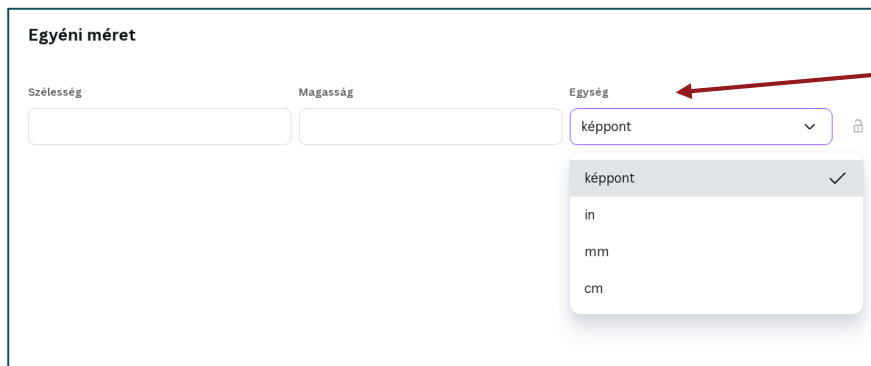 Egyéni méret
Szélesség
Magasság
Egység
képpont
képpont
in
mm
cm